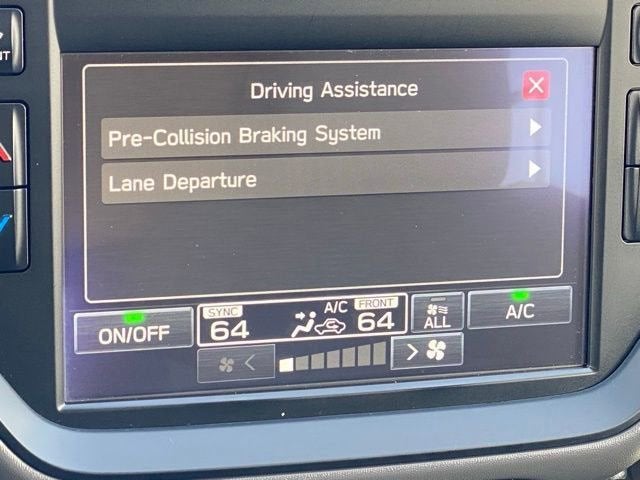 Driving Assistance
Pre-Collision Braking System
Lane Departure
ON/OFF
SYNC
64
A/C
FRONT
64
ALL
A/C